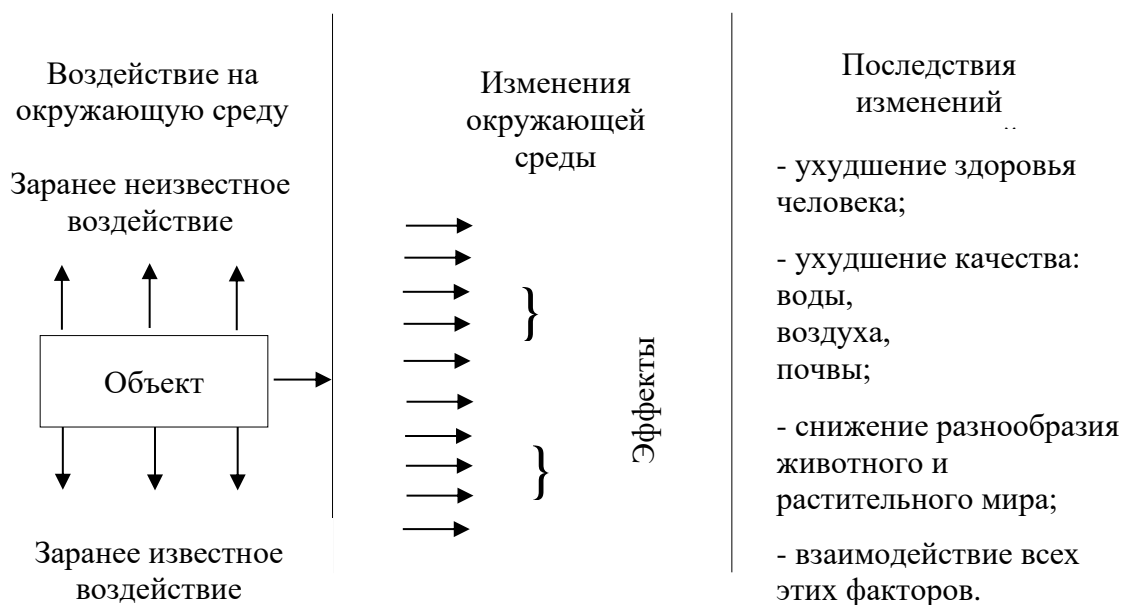 Воздействие на
окружающую среду
Заранее неизвестное
воздействие
Объект
Заранее известное
воздействие
Изменения
окружающей
среды
}
}
Эффекты
Последствия
изменений
- ухудшение здоровья
человека;
- ухудшение качества:
воды,
воздуха,
почвы;
- снижение разнообразия
животного и
растительного мира;
- взаимодействие всех
этих факторов.